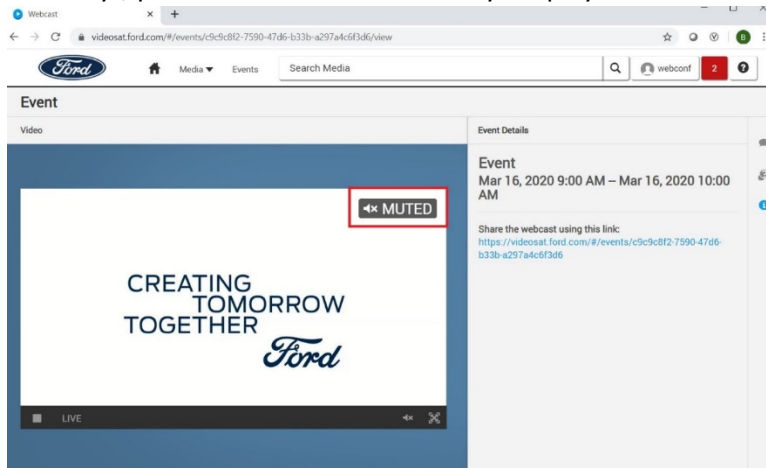 Webcast
videosat.ford.com/#/events/c9c9c8f2-7590-47d6-b33b-a297a4c6f3d6/view
B
Ford
Media
Events
Search Media
webconf
2
?
Event
Video
Event Details
MUTED
CREATING
TOMORROW
TOGETHER
Ford
LIVE
Event
Mar 16, 2020 9:00 AM – Mar 16, 2020 10:00
AM
Share the webcast using this link:
https://videosat.ford.com/#/events/c9c9c8f2-7590-47d6-
b33b-a297a4c6f3d6